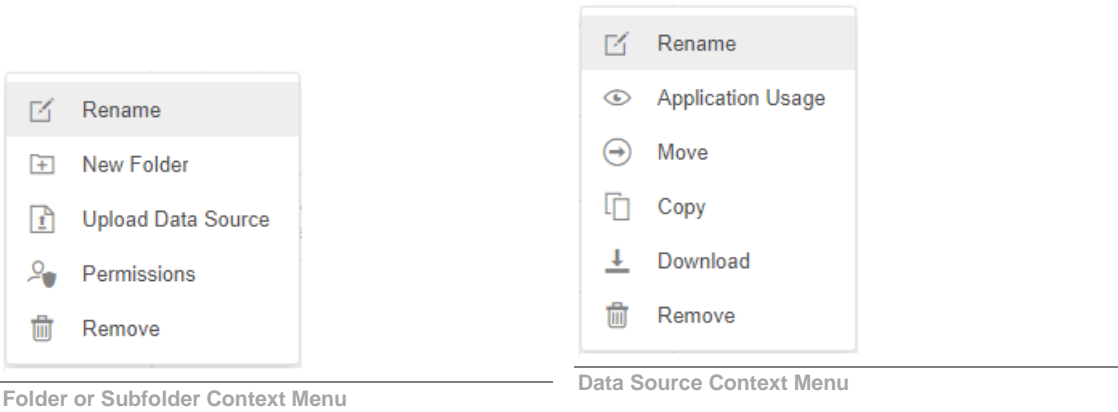 Rename
New Folder
Upload Data Source
Permissions
Remove
Folder or Subfolder Context Menu
Rename
Application Usage
Move
Copy
Download
Remove
Data Source Context Menu